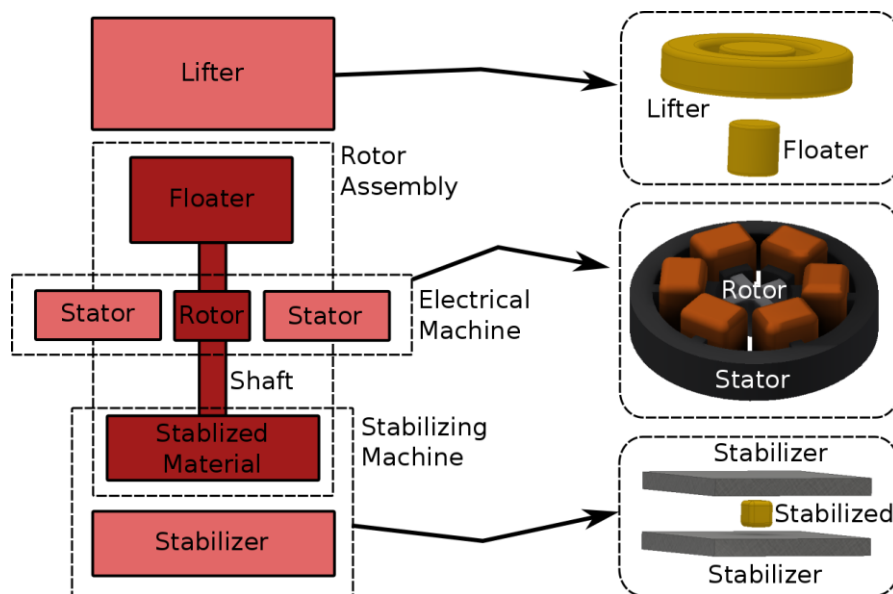 Lifter
Rotor
Assembly
Floater
Stator
Rotor
Stator
Electrical
Machine
Shaft
Stablized
Material
Stabilizing
Machine
Stabilizer
Lifter
Floater
Rotor
Stator
Stabilizer
Stabilized
Stabilizer